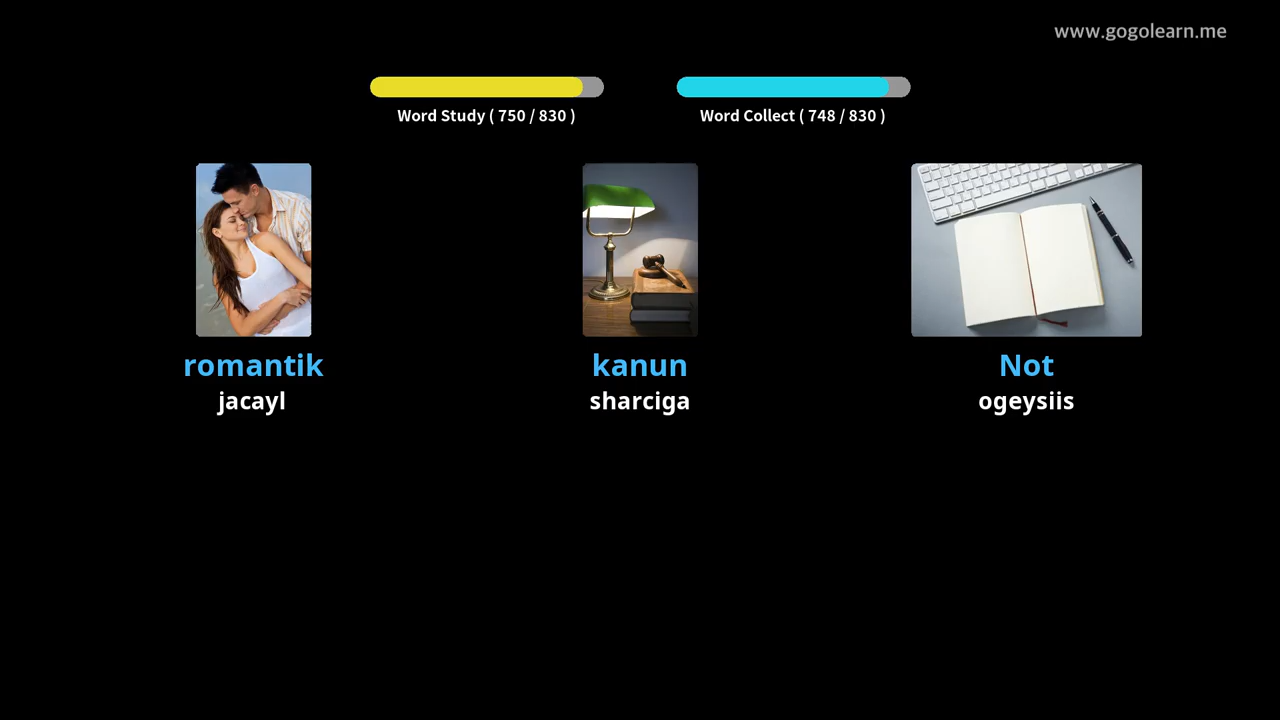 www.gogolearn.me
Word Study ( 750 / 830 )
Word Collect ( 748 / 830 )
romantik
jacayl
kanun
sharciga
Not
ogeysiis